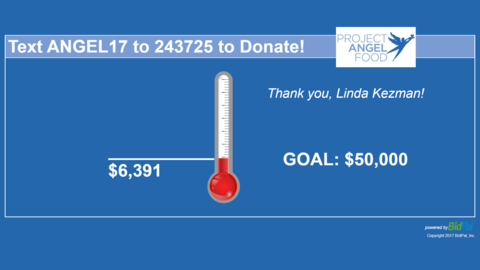 Text ANGEL17 to 243725 to Donate!
PROJECT
ANGEL
FOOD
Thank you, Linda Kezman!
$6,391
GOAL: $50,000
powered by BidPal
Copyright 2017 BidPal, Inc.